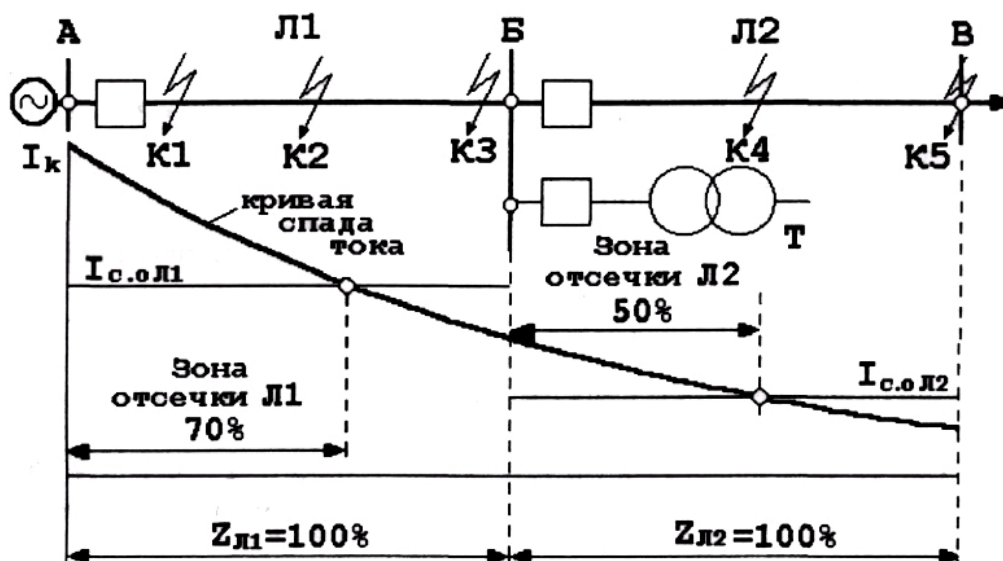 А Л1 Б Л2 В
К1 К2 К3 К4 К5
Iк
кривая
спада
тока
Т
Iс.о Л1
Зона
отсечки Л2
50%
Зона
отсечки Л1
70%
Iс.о Л2
ZЛ1=100% ZЛ2=100%